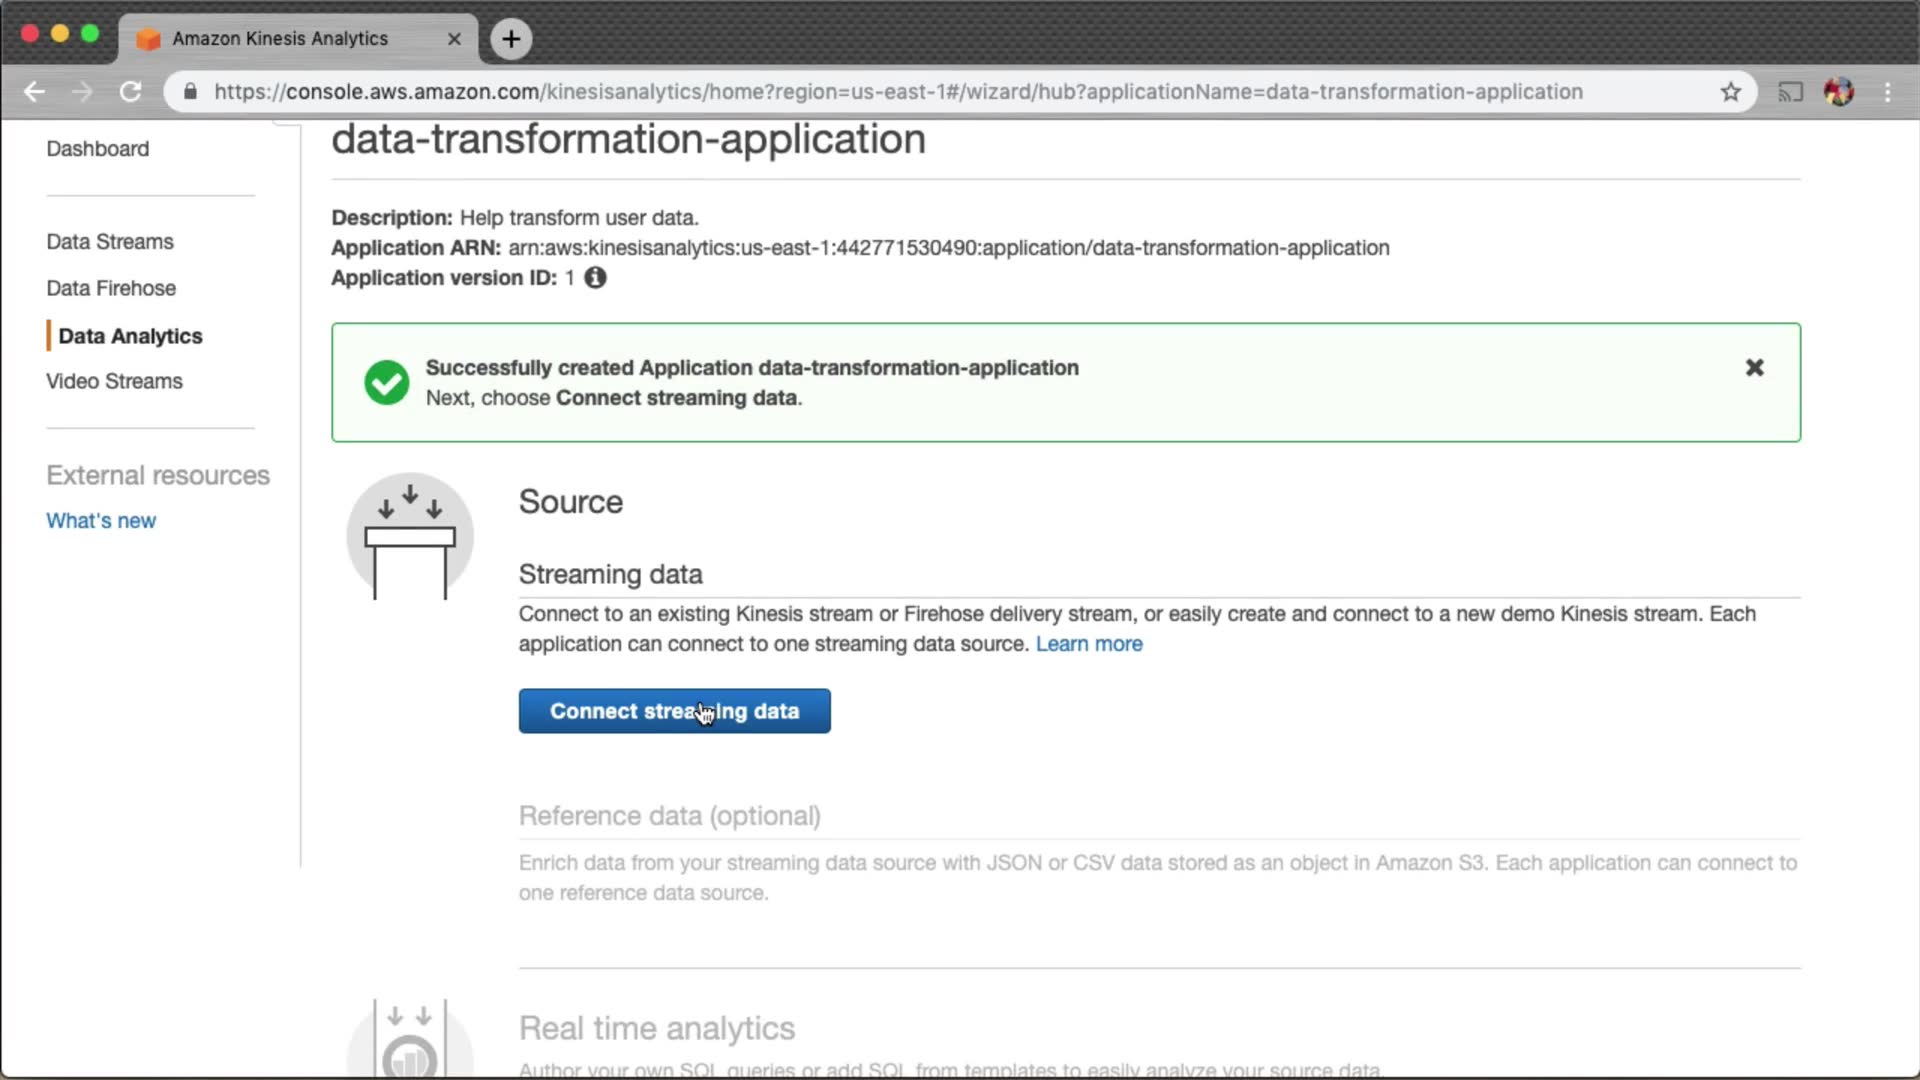 Amazon Kinesis Analytics
https://console.aws.amazon.com/kinesisanalytics/home?region=us-east-1#/wizard/hub?applicationName=data-transformation-application
Dashboard
Data Streams
Data Firehose
Data Analytics
Video Streams
External resources
What's new
data-transformation-application
Description: Help transform user data.
Application ARN: arn:aws:kinesisanalytics:us-east-1:442771530490:application/data-transformation-application
Application version ID: 1
Successfully created Application data-transformation-application
Next, choose Connect streaming data.
Source
Streaming data
Connect to an existing Kinesis stream or Firehose delivery stream, or easily create and connect to a new demo Kinesis stream. Each
application can connect to one streaming data source. Learn more
Connect streaming data
Reference data (optional)
Enrich data from your streaming data source with JSON or CSV data stored as an object in Amazon S3. Each application can connect to
one reference data source.
Real time analytics
Author your own SQL queries or add SQL from templates to easily analyze your source data.